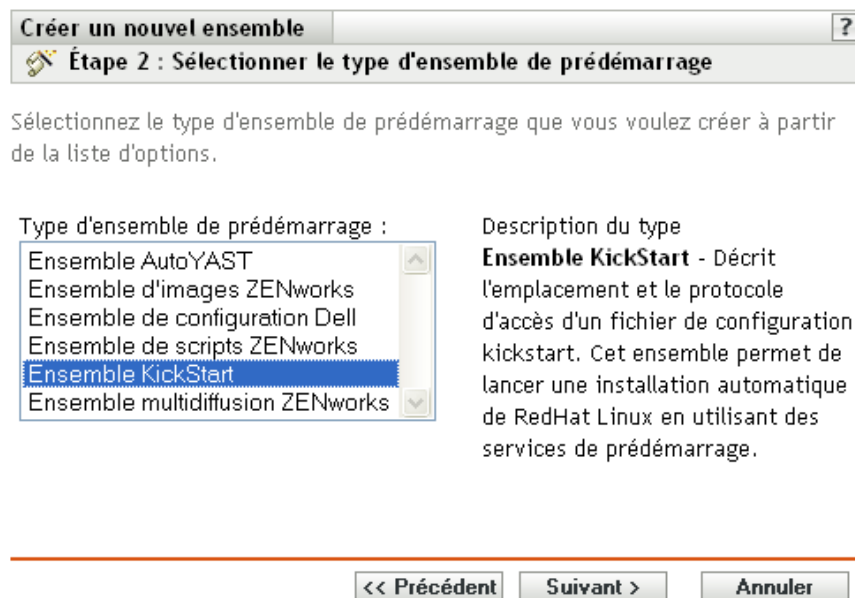 Créer un nouvel ensemble
?
Étape 2 : Sélectionner le type d'ensemble de prédémarrage
Sélectionnez le type d'ensemble de prédémarrage que vous voulez créer à partir
de la liste d'options.
Type d'ensemble de prédémarrage :
Ensemble AutoYAST
Ensemble d'images ZENworks
Ensemble de configuration Dell
Ensemble de scripts ZENworks
Ensemble KickStart
Ensemble multidiffusion ZENworks
Description du type
Ensemble KickStart - Décrit
l'emplacement et le protocole
d'accès d'un fichier de configuration
kickstart. Cet ensemble permet de
lancer une installation automatique
de RedHat Linux en utilisant des
services de prédémarrage.
<< Précédent
Suivant >
Annuler